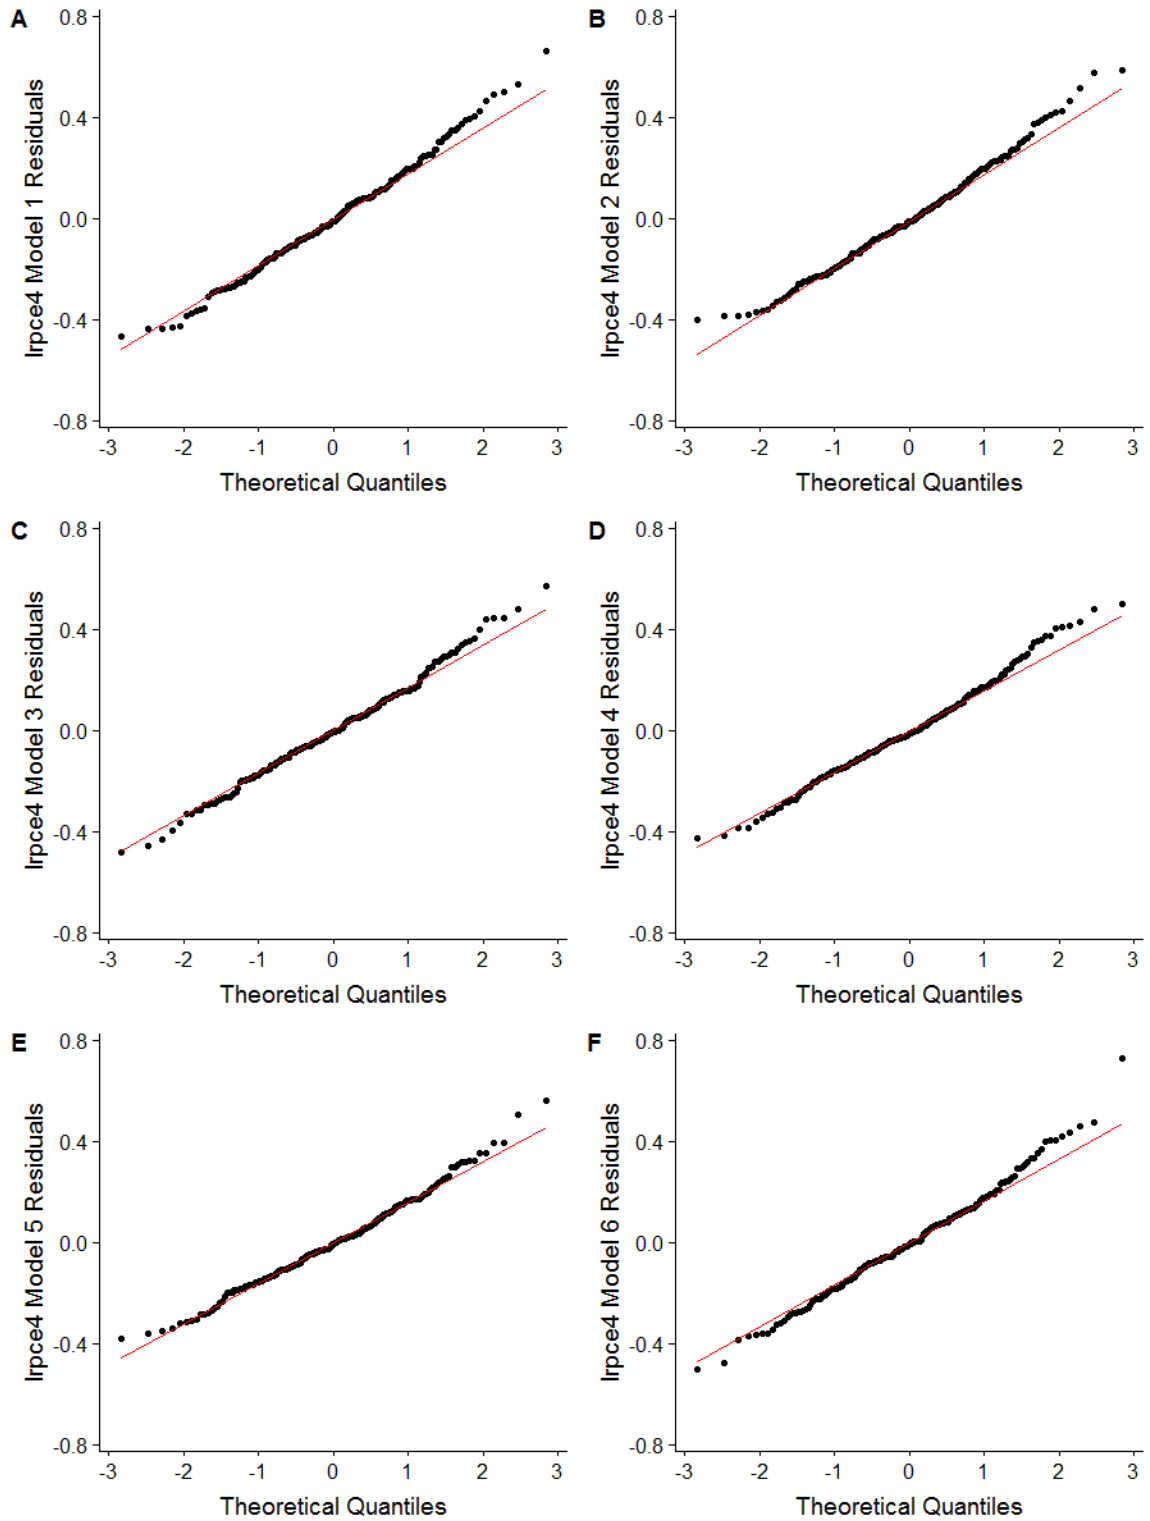 A
0.8
0.4
0.0
-0.4
-0.8
lrpce4 Model 1 Residuals
-3 -2 -1 0 1 2 3
Theoretical Quantiles
B
0.8
0.4
0.0
-0.4
-0.8
lrpce4 Model 2 Residuals
-3 -2 -1 0 1 2 3
Theoretical Quantiles
C
0.8
0.4
0.0
-0.4
-0.8
lrpce4 Model 3 Residuals
-3 -2 -1 0 1 2 3
Theoretical Quantiles
D
0.8
0.4
0.0
-0.4
-0.8
lrpce4 Model 4 Residuals
-3 -2 -1 0 1 2 3
Theoretical Quantiles
E
0.8
0.4
0.0
-0.4
-0.8
lrpce4 Model 5 Residuals
-3 -2 -1 0 1 2 3
Theoretical Quantiles
F
0.8
0.4
0.0
-0.4
-0.8
lrpce4 Model 6 Residuals
-3 -2 -1 0 1 2 3
Theoretical Quantiles